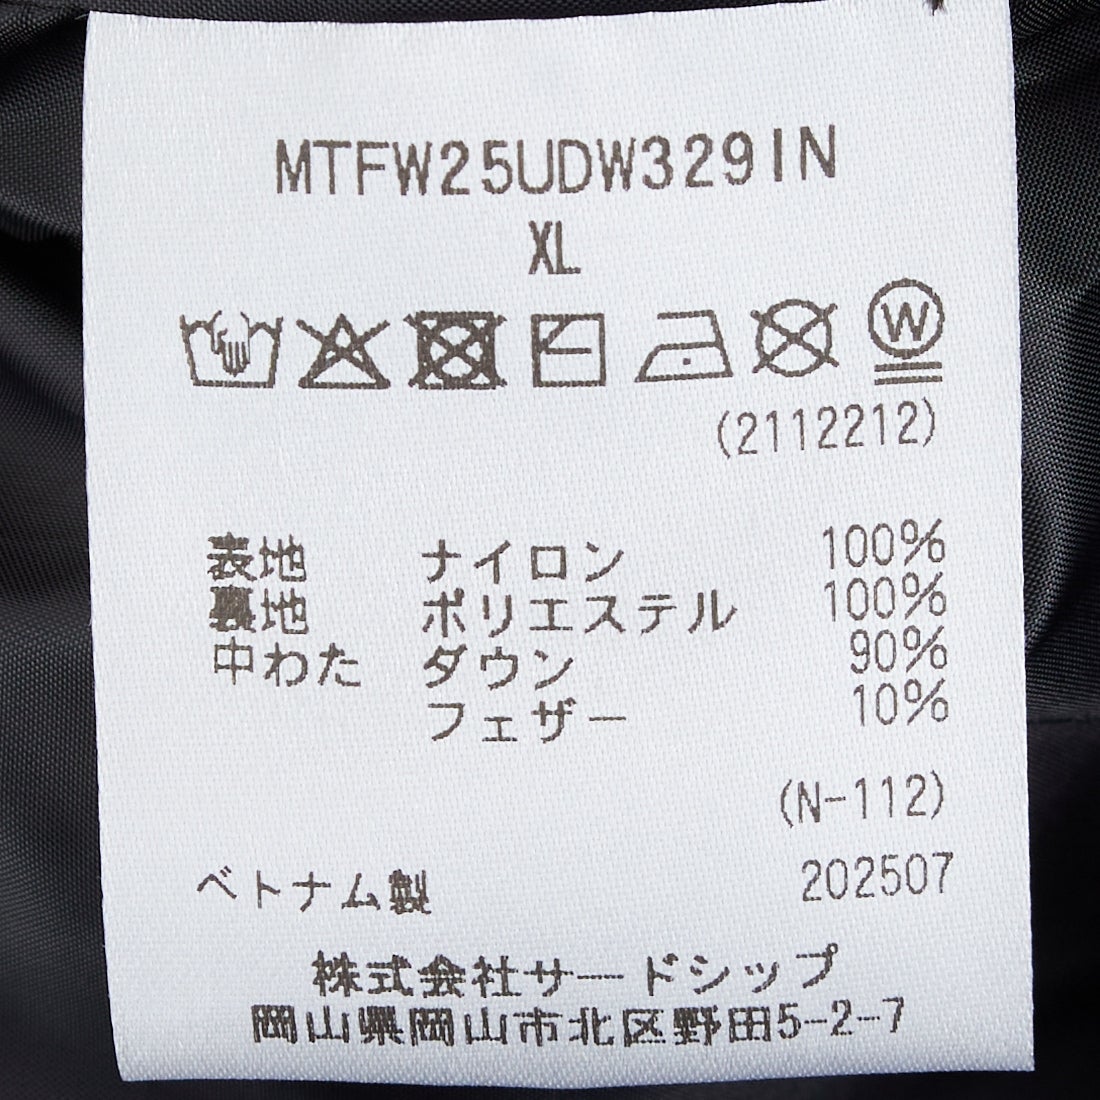 MTFW25UDW329IN
XL
W
(2112212)
表地 ナイロン 100%
裏地 ポリエステル 100%
中わた ダウン 90%
フェザー 10%
(N-112)
ベトナム製 202507
株式会社サードシップ
岡山県岡山市北区野田5-2-7